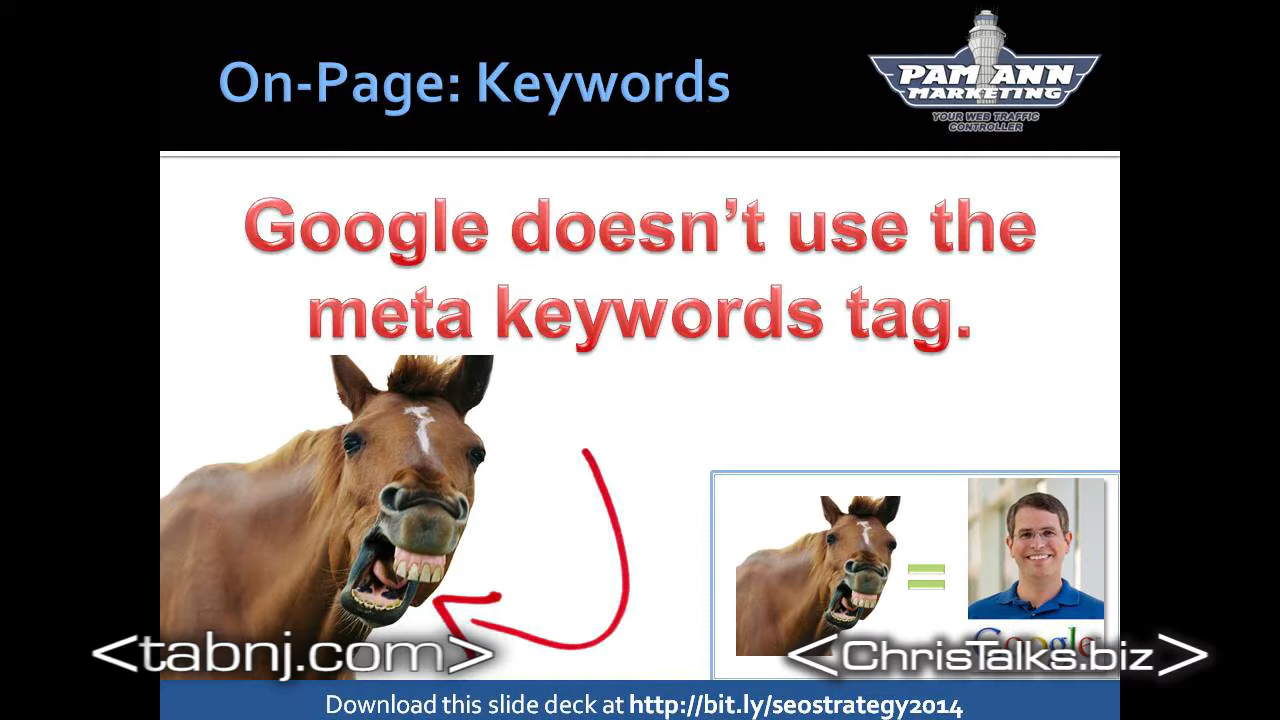 On-Page: Keywords
PAM ANN
MARKETING
YOUR WEB TRAFFIC
CONTROLLER
Google doesn’t use the
meta keywords tag.
=
Google
<tabnj.com>
<ChrisTalks.biz>
Download this slide deck at http://bit.ly/seostrategy2014